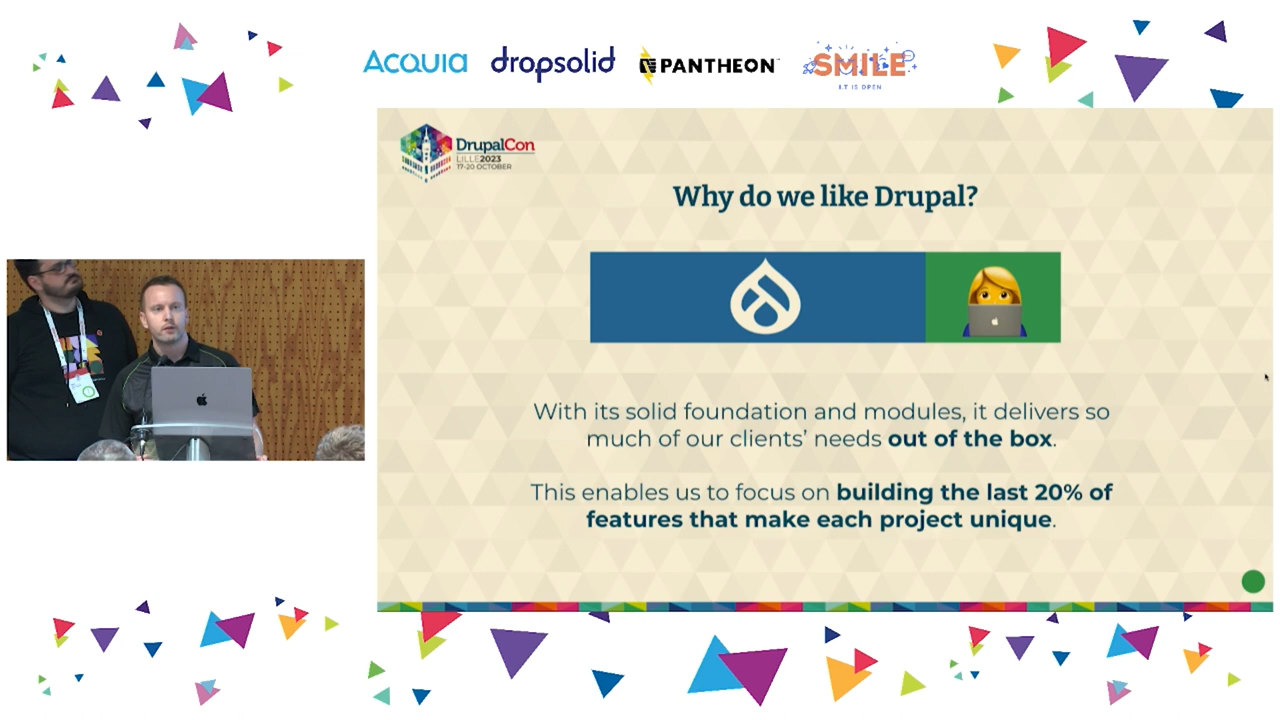 ACQUIA dropsolid PANTHEON SMILE
I.T IS OPEN
DrupalCon
LILLE2023
17-20 OCTOBER
Why do we like Drupal?
With its solid foundation and modules, it delivers so
much of our clients' needs out of the box.
This enables us to focus on building the last 20% of
features that make each project unique.